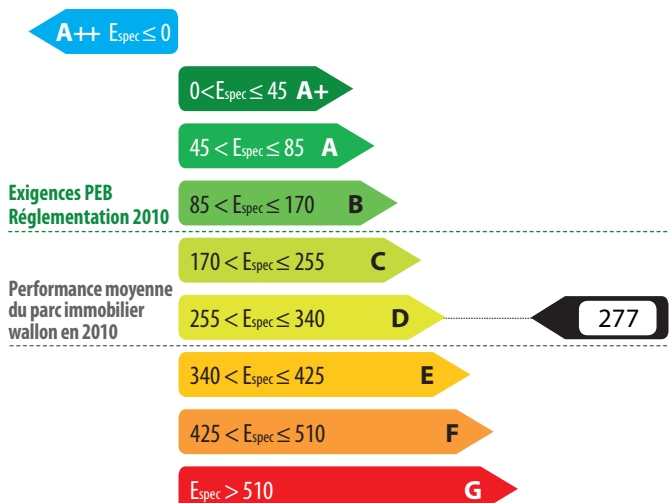 A++ Espec ≤ 0
0<Espec ≤ 45 A+
45 < Espec ≤ 85 A
Exigences PEB
Réglementation 2010
85 < Espec ≤ 170 B
170 < Espec ≤ 255 C
Performance moyenne
du parc immobilier
wallon en 2010
255 < Espec ≤ 340 D
277
340 < Espec ≤ 425 E
425 < Espec ≤ 510 F
Espec > 510 G